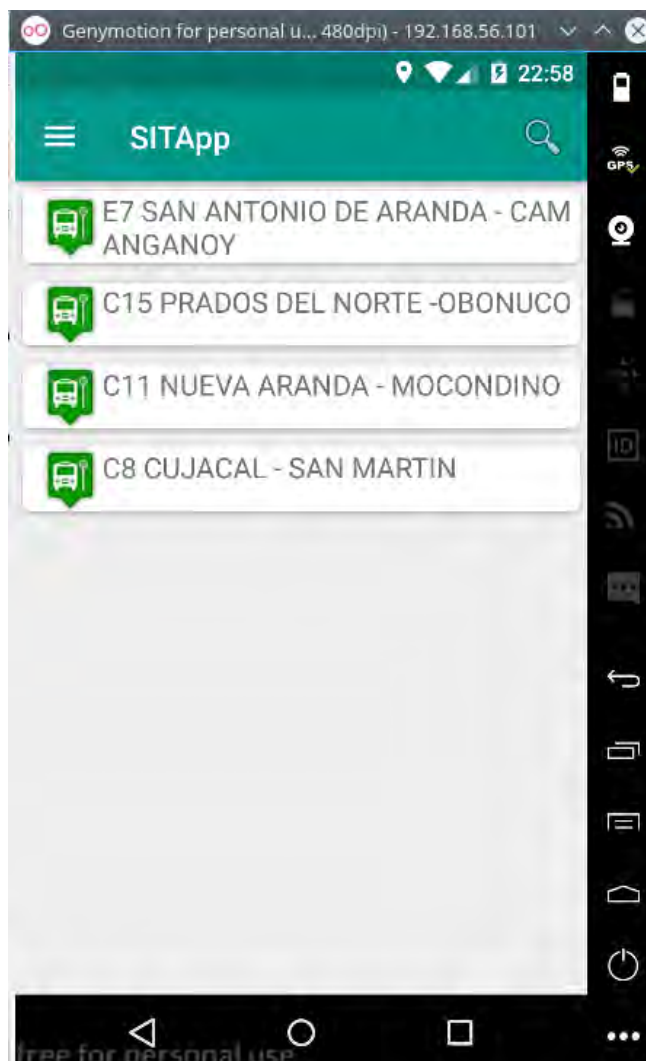 Genymotion for personal u... 480dpi) - 192.168.56.101
22:58
SITApp
GPS
E7 SAN ANTONIO DE ARANDA - CAM
ANGANOY
C15 PRADOS DEL NORTE -OBONUCO
C11 NUEVA ARANDA - MOCONDINO
C8 CUJACAL - SAN MARTIN
ID
free for personal use